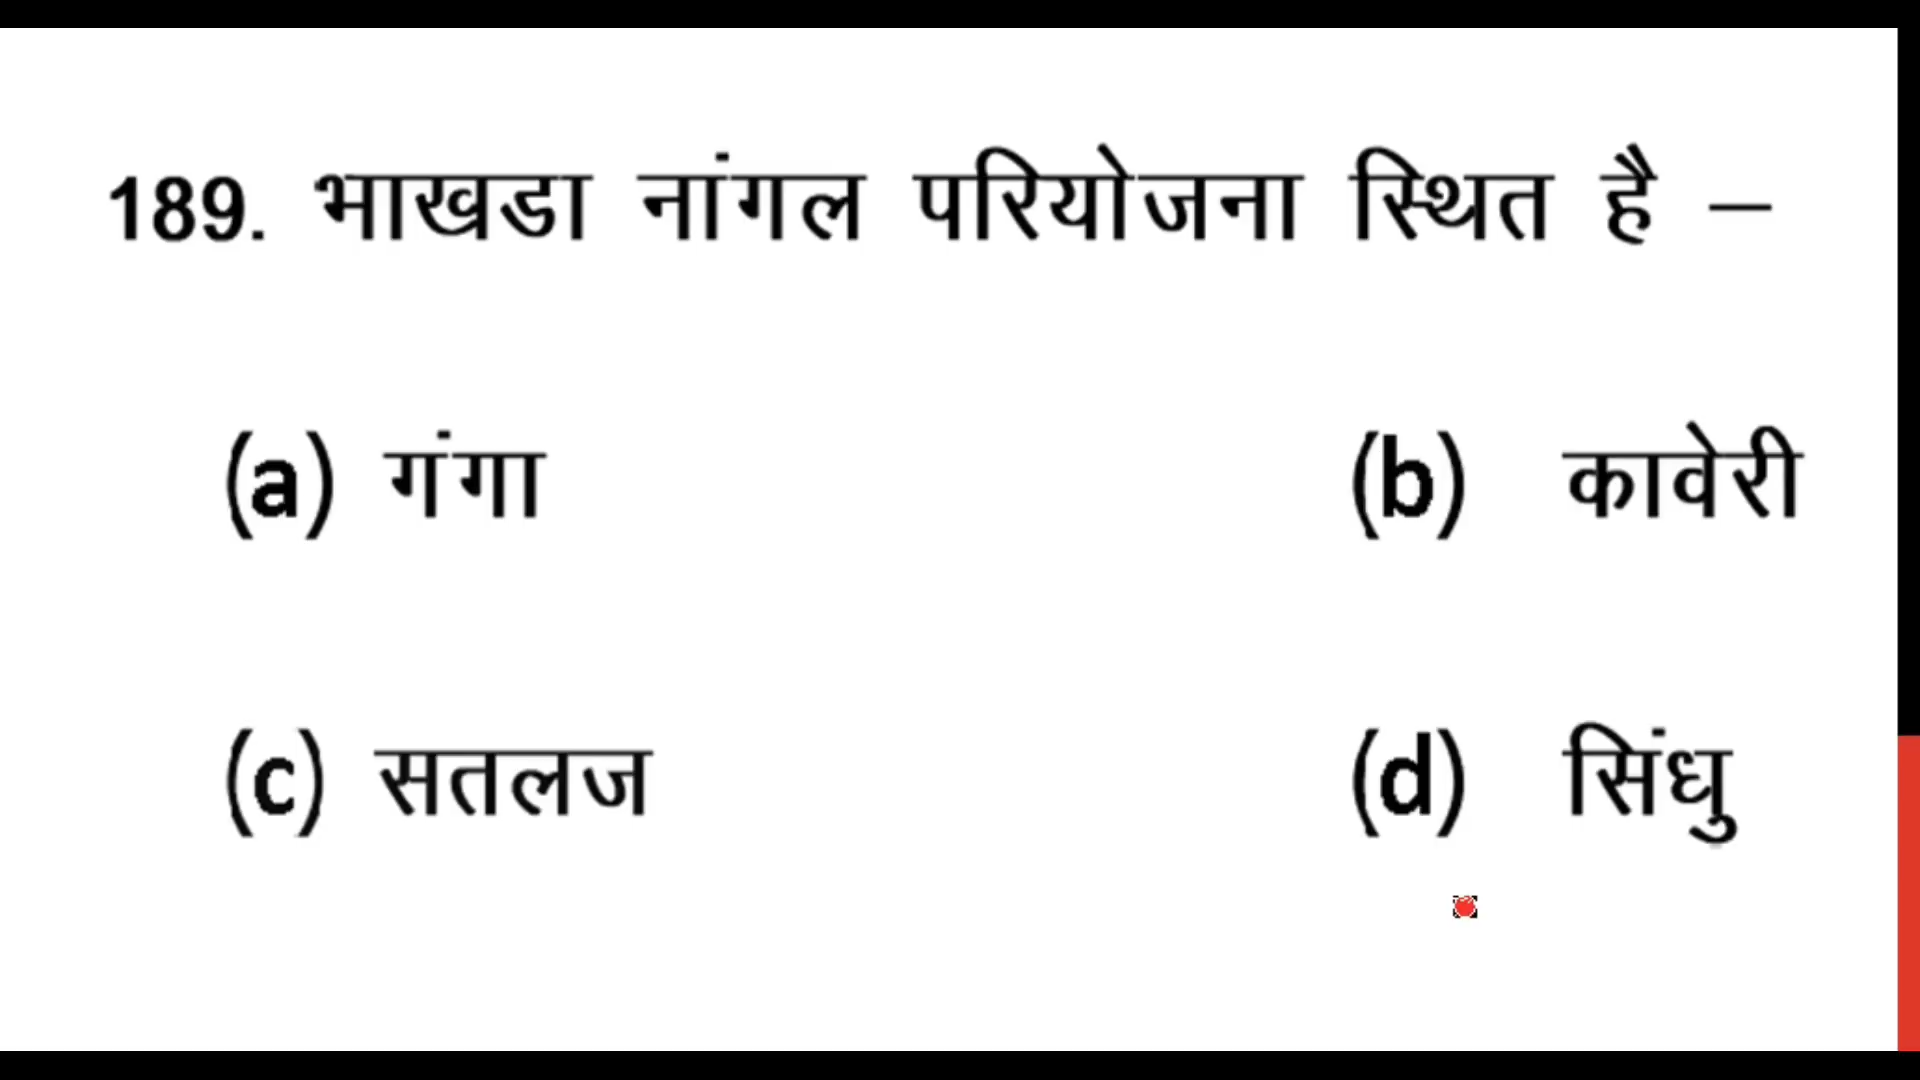 189. भाखडा नांगल परियोजना स्थित है –
(a) गंगा (b) कावेरी
(c) सतलज (d) सिंधु